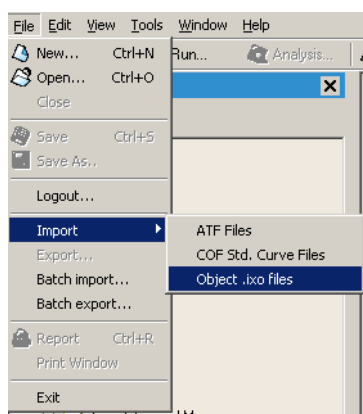 File Edit View Tools Window Help
New... Ctrl+N
Run... Analysis...
Open... Ctrl+O
Close
Save Ctrl+S
Save As...
Logout...
Import
ATF Files
Export...
COF Std. Curve Files
Batch import...
Object .ixo files
Batch export...
Report Ctrl+R
Print Window
Exit